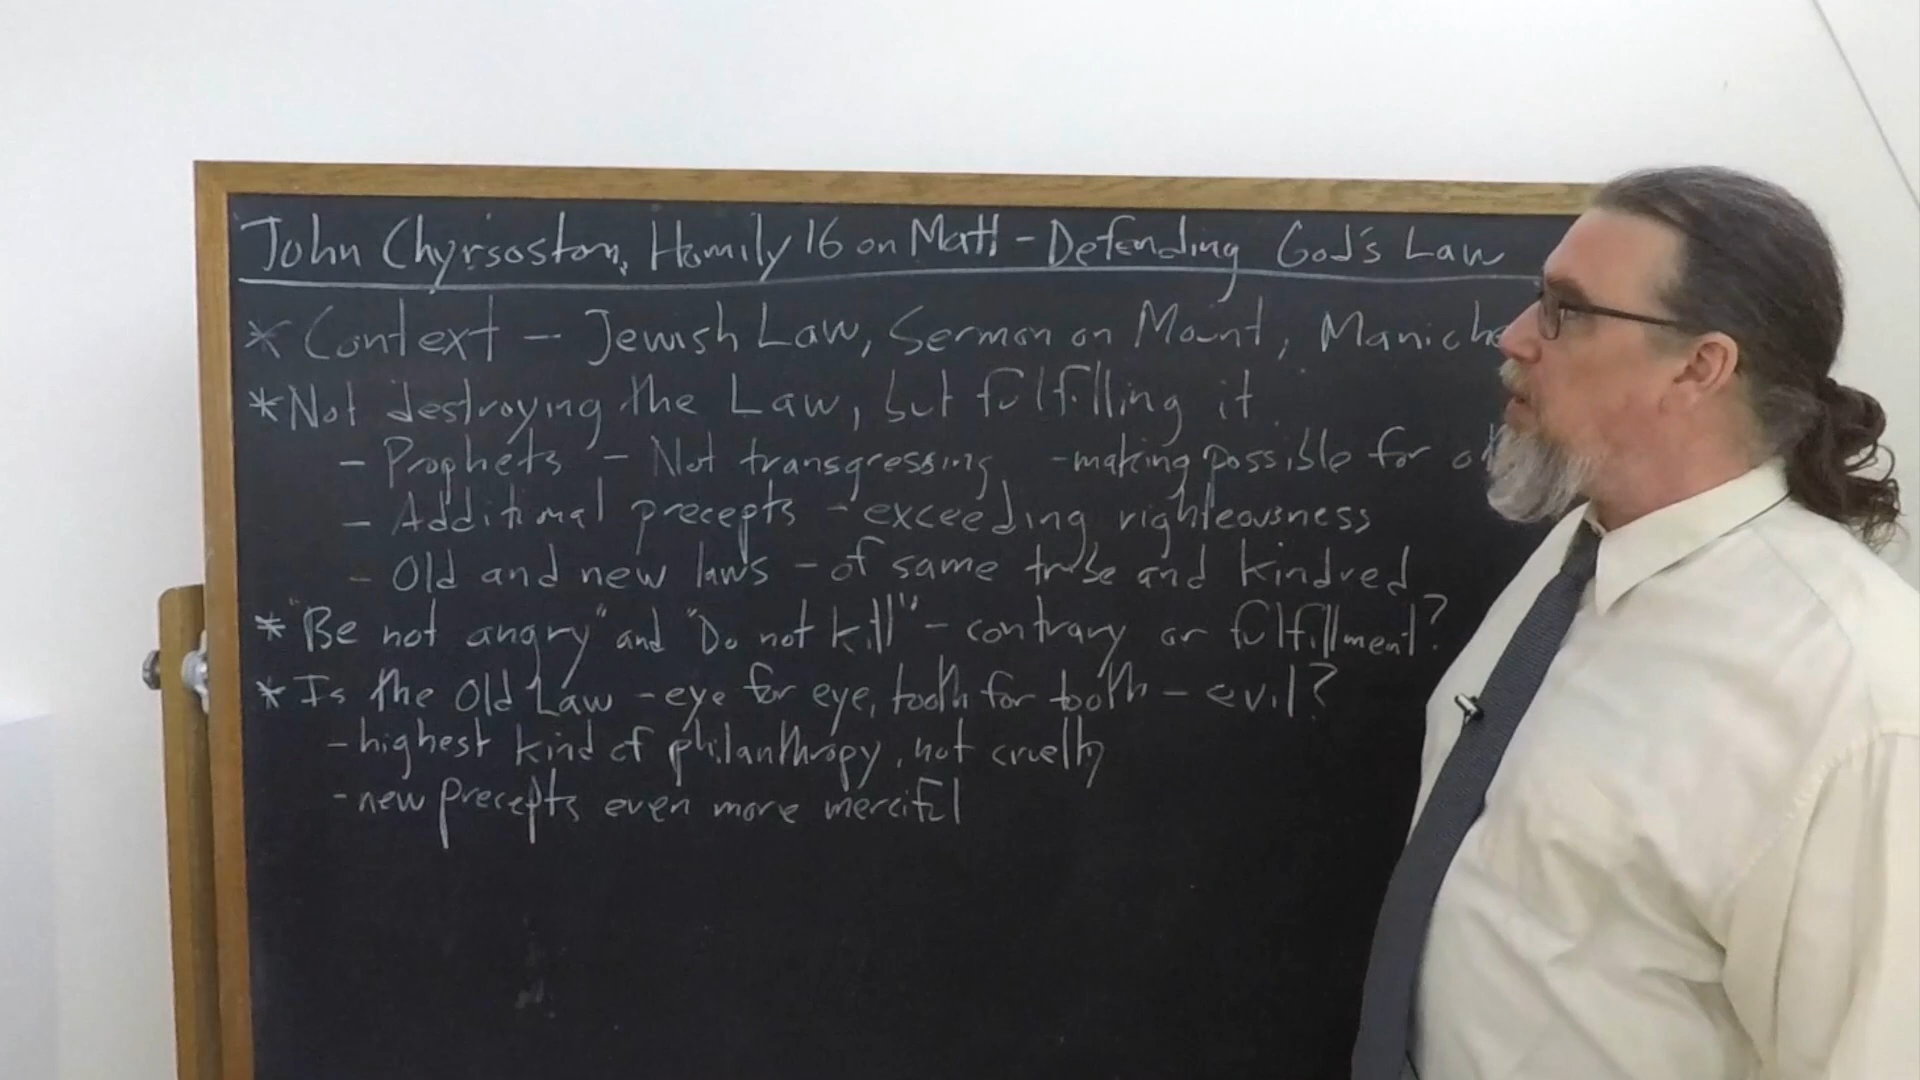 John Chyrsostom, Homily 16 on Matt - Defending God's Law
* Context - Jewish Law, Sermon on Mount,
* Not destroying the Law, but fulfilling it
- Prophets - Not transgressing - making possible for
- Additional precepts - exceeding righteousness
- Old and new laws - of same tribe and kindred
* "Be not angry" and "Do not kill" - contrary or fulfillment?
* Is the Old Law - eye for eye, tooth for tooth - evil?
- highest kind of philanthropy, not cruelty
- new precepts even more merciful